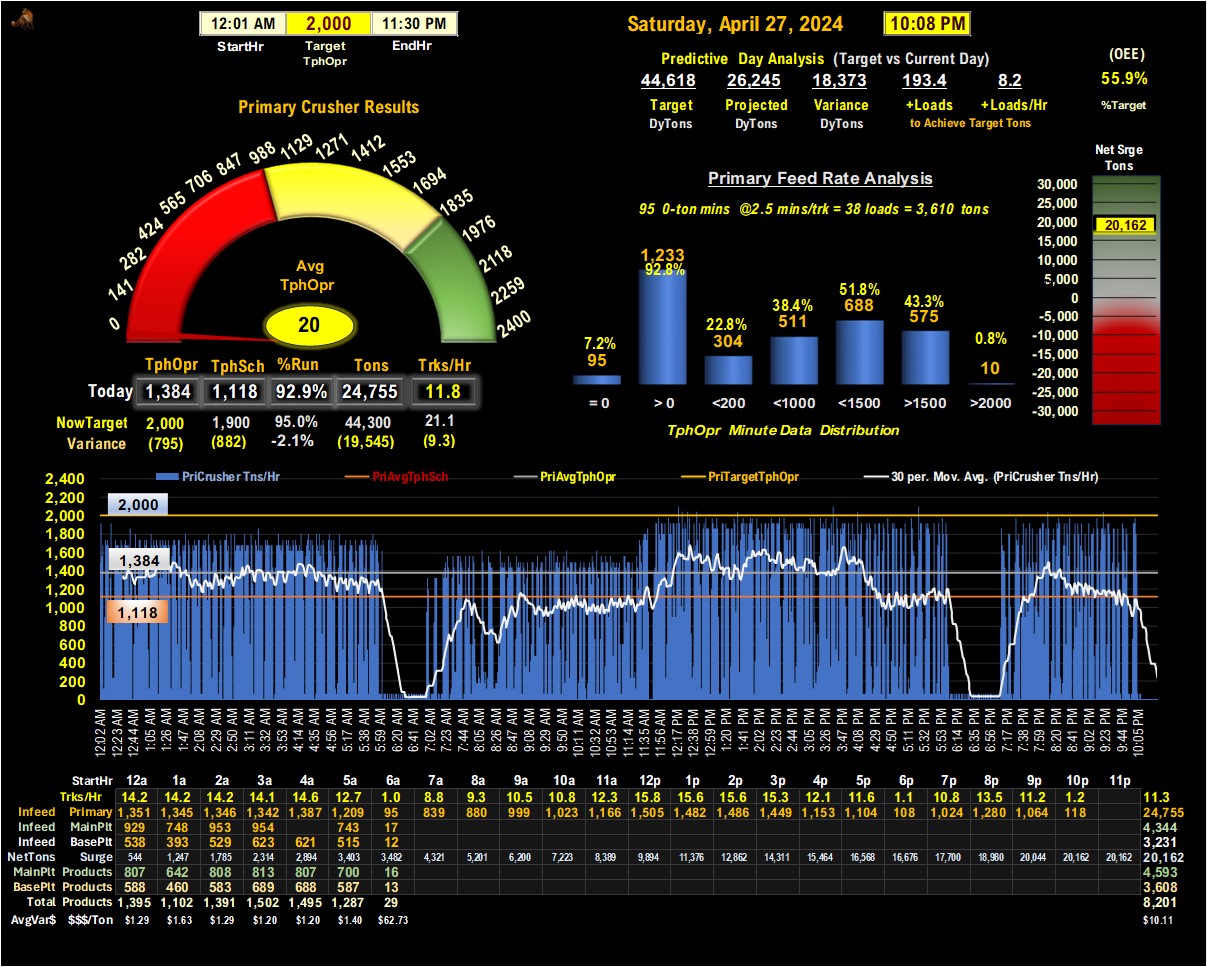 12:01 AM 2,000 11:30 PM
StartHr Target EndHr
TphOpr
Saturday, April 27, 2024 10:08 PM
Predictive Day Analysis (Target vs Current Day)
44,618 26,245 18,373 193.4 8.2
Target Projected Variance +Loads +Loads/Hr
DyTons DyTons DyTons to Achieve Target Tons
(OEE)
55.9%
%Target
Primary Crusher Results
0 141 282 424 565 706 847 988 1129 1271 1412 1553 1694 1835 1976 2118 2259 2400
Avg
TphOpr
20
TphOpr TphSch %Run Tons Trks/Hr
Today 1,384 1,118 92.9% 24,755 11.8
NowTarget 2,000 1,900 95.0% 44,300 21.1
Variance (795) (882) -2.1% (19,545) (9.3)
Primary Feed Rate Analysis
95 0-ton mins @2.5 mins/trk = 38 loads = 3,610 tons
7.2% 92.8% 22.8% 38.4% 51.8% 43.3% 0.8%
95 1,233 304 511 688 575 10
= 0 > 0 <200 <1000 <1500 >1500 >2000
TphOpr Minute Data Distribution
Net Srge
Tons
30,000
25,000
20,000
15,000
10,000
5,000
0
-5,000
-10,000
-15,000
-20,000
-25,000
-30,000
20,162
PriCrusher Tns/Hr PriAvgTphSch PriAvgTphOpr PriTargetTphOpr 30 per. Mov. Avg. (PriCrusher Tns/Hr)
2,400
2,200
2,000
1,800
1,600
1,400
1,200
1,000
800
600
400
200
0
2,000
1,384
1,118
12:02 AM 12:23 AM 12:44 AM 1:05 AM 1:26 AM 1:47 AM 2:08 AM 2:29 AM 2:50 AM 3:11 AM 3:32 AM 3:53 AM 4:14 AM 4:35 AM 4:56 AM 5:17 AM 5:38 AM 5:59 AM 6:20 AM 6:41 AM 7:02 AM 7:23 AM 7:44 AM 8:05 AM 8:26 AM 8:47 AM 9:08 AM 9:29 AM 9:50 AM 10:11 AM 10:32 AM 10:53 AM 11:14 AM 11:35 AM 11:56 AM 12:17 PM 12:38 PM 12:59 PM 1:20 PM 1:41 PM 2:02 PM 2:23 PM 2:44 PM 3:05 PM 3:26 PM 3:47 PM 4:08 PM 4:29 PM 4:50 PM 5:11 PM 5:32 PM 5:53 PM 6:14 PM 6:35 PM 6:56 PM 7:17 PM 7:38 PM 7:59 PM 8:20 PM 8:41 PM 9:02 PM 9:23 PM 9:44 PM 10:05 PM
StartHr 12a 1a 2a 3a 4a 5a 6a 7a 8a 9a 10a 11a 12p 1p 2p 3p 4p 5p 6p 7p 8p 9p 10p 11p
Trks/Hr 14.2 14.2 14.2 14.1 14.6 12.7 1.0 8.8 9.3 10.5 10.8 12.3 15.8 15.6 15.6 15.3 12.1 11.6 1.1 10.8 13.5 11.2 1.2 11.3
Infeed Primary 1,351 1,345 1,346 1,342 1,387 1,209 95 839 880 999 1,023 1,166 1,505 1,482 1,486 1,449 1,153 1,104 108 1,024 1,280 1,064 118 24,755
Infeed MainPlt 929 748 953 954 743 17 4,344
Infeed BasePlt 538 393 529 623 621 515 12 3,231
NetTons Surge 544 1,247 1,785 2,314 2,894 3,403 3,482 4,321 5,201 6,200 7,223 8,389 9,894 11,376 12,862 14,311 15,464 16,568 16,676 17,700 18,980 20,044 20,162 20,162 20,162
MainPlt Products 807 642 808 813 807 700 16 4,593
BasePlt Products 588 460 583 689 688 587 13 3,608
Total Products 1,395 1,102 1,391 1,502 1,495 1,287 29 8,201
AvgVar$ $$$/Ton $1.29 $1.63 $1.29 $1.20 $1.20 $1.40 $62.73 $10.11